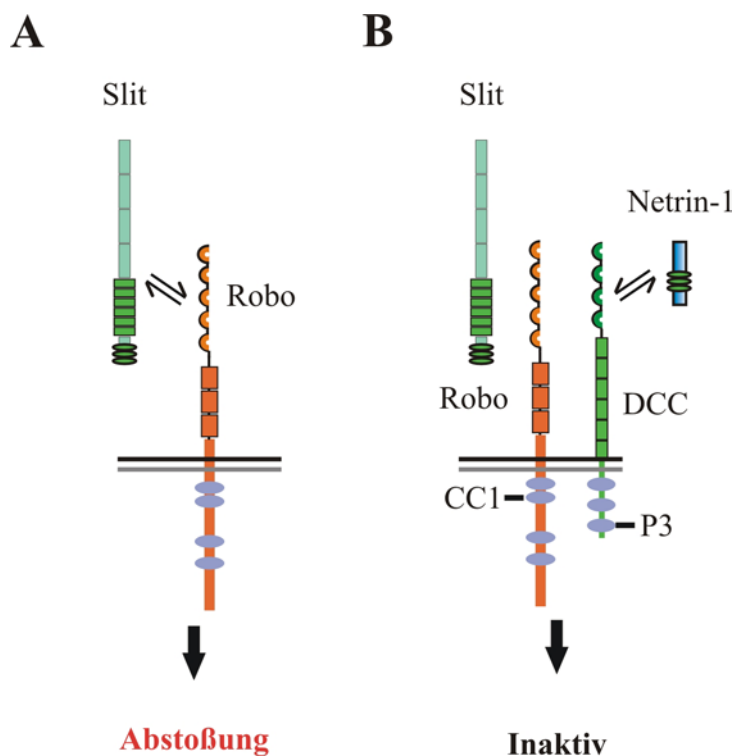 A
Slit
Robo
Abstoßung
B
Slit
Netrin-1
Robo
DCC
CC1
P3
Inaktiv